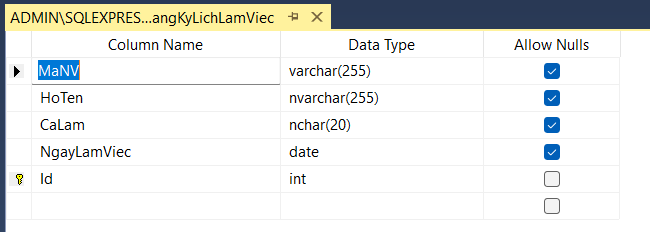 ADMIN\SQLEXPRES...angKyLichLamViec
Column Name Data Type Allow Nulls
MaNV varchar(255)
HoTen nvarchar(255)
CaLam nchar(20)
NgayLamViec date
Id int